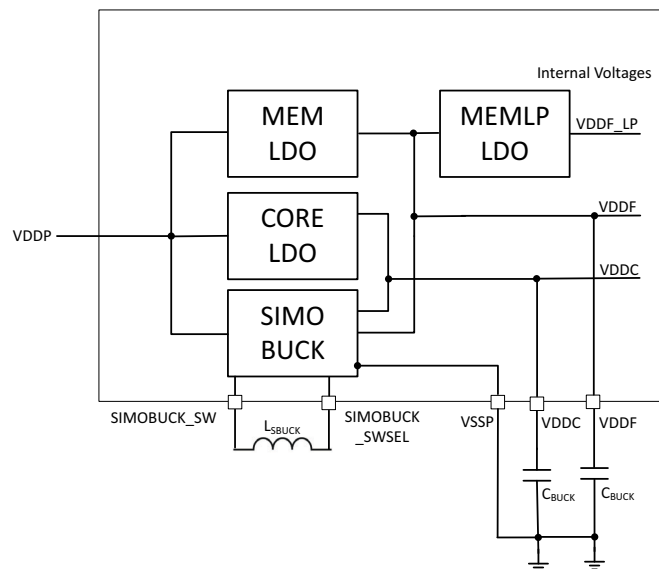 Internal Voltages
MEM
LDO
MEMLP
LDO
VDDF_LP
CORE
LDO
VDDF
VDDP
VDDC
SIMO
BUCK
SIMOBUCK_SW
LSBUCK
SIMOBUCK
_SWSEL
VSSP
VDDC
VDDF
CBUCK
CBUCK